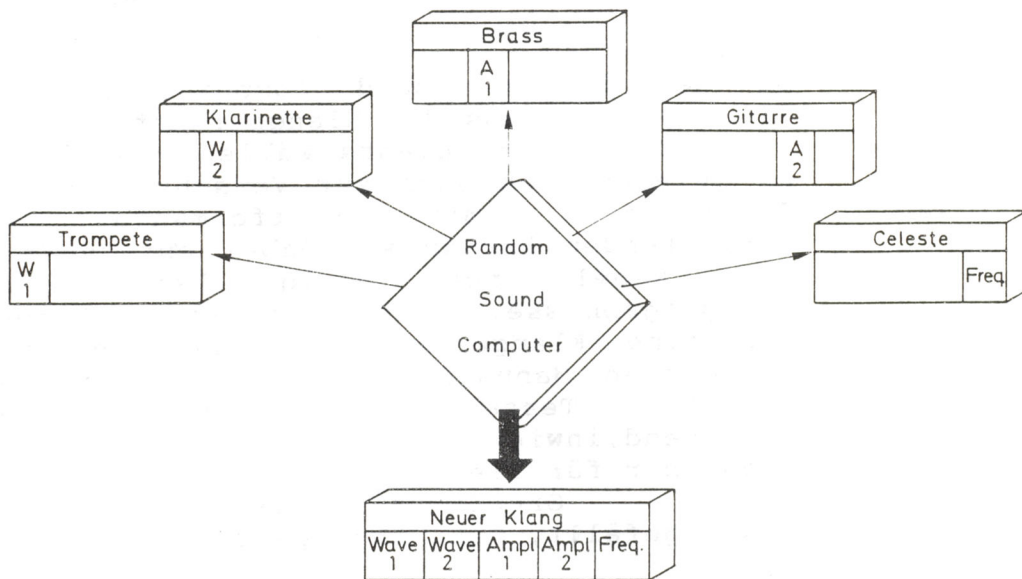 Brass
A
1
Klarinette
W
2
Gitarre
A
2
Trompete
W
1
Celeste
Freq.
Random
Sound
Computer
Neuer Klang
Wave Wave Ampl Ampl Freq.
1 2 1 2